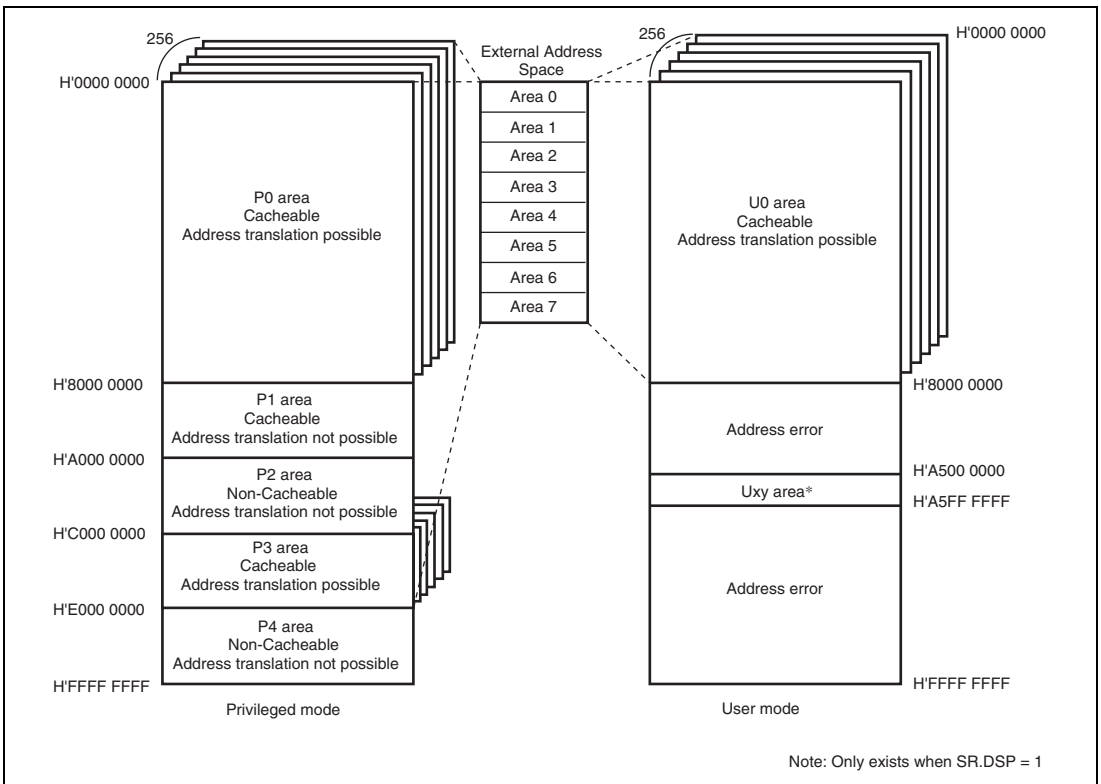 256
H'0000 0000
P0 area
Cacheable
Address translation possible
H'8000 0000
P1 area
Cacheable
Address translation not possible
H'A000 0000
P2 area
Non-Cacheable
Address translation not possible
H'C000 0000
P3 area
Cacheable
Address translation possible
H'E000 0000
P4 area
Non-Cacheable
Address translation not possible
H'FFFF FFFF
Privileged mode
External Address
Space
Area 0
Area 1
Area 2
Area 3
Area 4
Area 5
Area 6
Area 7
256
H'0000 0000
U0 area
Cacheable
Address translation possible
H'8000 0000
Address error
H'A500 0000
Uxy area*
H'A5FF FFFF
Address error
H'FFFF FFFF
User mode
Note: Only exists when SR.DSP = 1